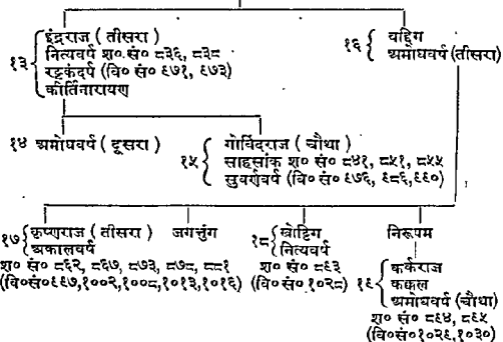 १३ { इंद्रराज ( तीसरा )
नित्यवर्ष श० सं० ८३६, ८३८
रट्टकंदर्प (वि० सं० ९७१, ९७३)
कीर्तिनारायण
१६ { वद्दिग
अमोघवर्ष (तीसरा)
१४ अमोघवर्ष (दूसरा)
१५ { गोविंदराज ( चौथा )
साहसांक श० सं० ८४१, ८५१, ८५५
सुवर्णवर्ष (वि० सं० ९७६, ९८६, ९९०)
१७ { कृष्णराज (तीसरा )
अकालवर्ष
श० सं० ८६२, ८६७, ८७३, ८७८, ८८१
(वि०सं०९९७,१००२,१००८,१०१३,१०१६)
जगत्तुंग
१८ { खोट्टिग
नित्यवर्ष
श० सं० ८९३
(वि०सं० १०२८)
निरूपम
१९ { कर्कराज
कक्कल
अमोघवर्ष (चौथा)
श० सं० ८९४, ८९५
(वि०सं०१०२९,१०३०)